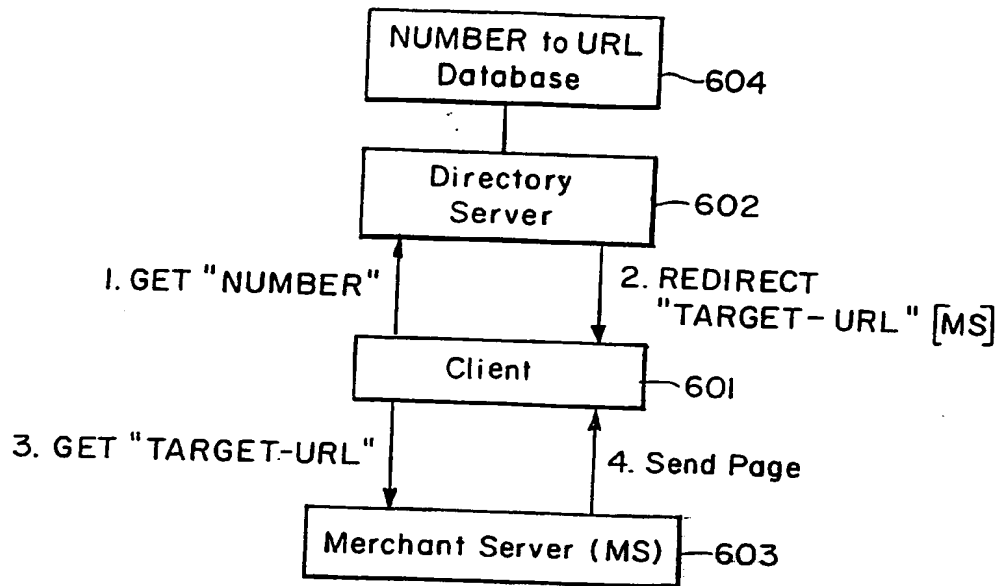 NUMBER to URL
Database
604
Directory
Server
602
1. GET "NUMBER"
2. REDIRECT
"TARGET-URL" [MS]
Client
601
3. GET "TARGET-URL"
4. Send Page
Merchant Server (MS)
603